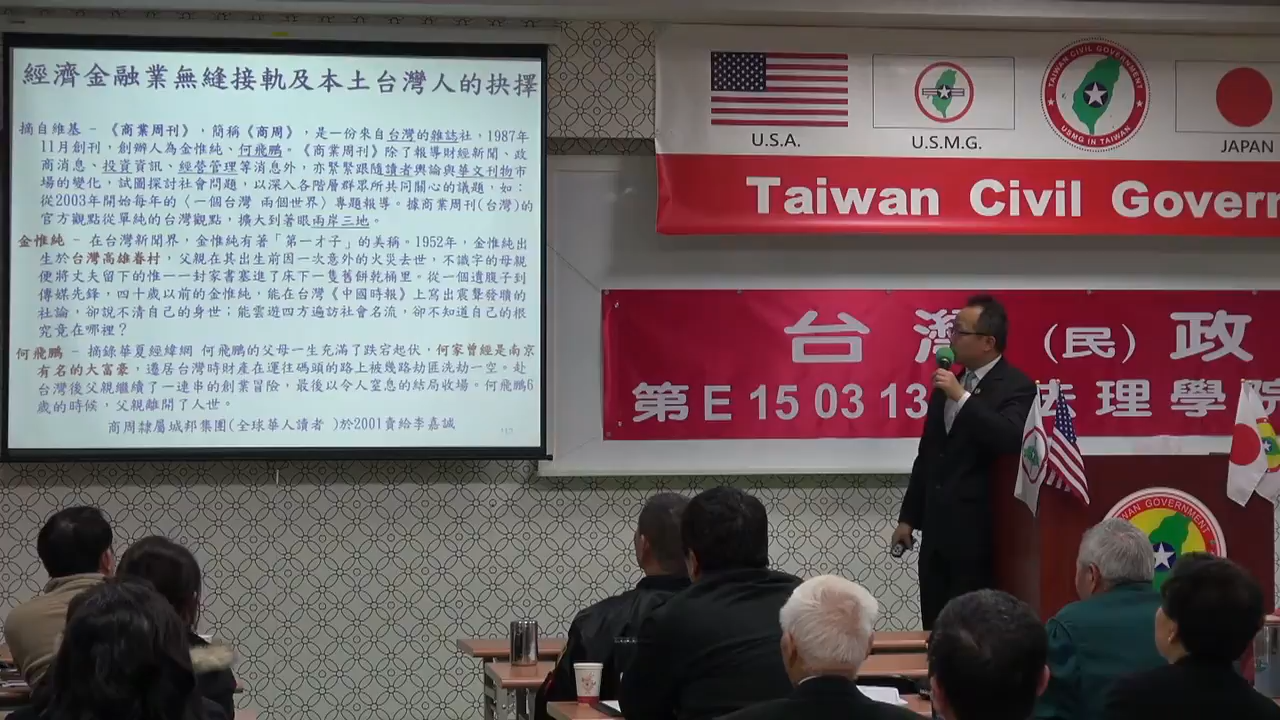 經濟金融業無縫接軌及本土台灣人的抉擇
摘自維基 – 《商業周刊》，簡稱《商周》，是一份來自台灣的雜誌社，1987年
11月創刊，創辦人為金惟純、何飛鵬。《商業周刊》除了報導財經新聞、政
商消息、投資資訊、經營管理等消息外，亦緊緊跟隨讀者輿論與華文刊物市
場的變化，試圖探討社會問題，以深入各階層群眾所共同關心的議題，如：
從2003年開始每年的〈一個台灣 兩個世界〉專題報導。據商業周刊(台灣)的
官方觀點從單純的台灣觀點，擴大到著眼兩岸三地。
金惟純 – 在台灣新聞界，金惟純有著「第一才子」的美稱。1952年，金惟純出
生於台灣高雄眷村，父親在其出生前因一次意外的火災去世，不識字的母親
便將丈夫留下的惟一一封家書塞進了床下一隻舊餅乾桶里。從一個遺腹子到
傳媒先鋒，四十歲以前的金惟純，能在台灣《中國時報》上寫出震聾發聵的
社論，卻說不清自己的身世；能雲遊四方遍訪社會名流，卻不知道自己的根
究竟在哪裡？
何飛鵬 – 摘錄華夏經緯網 何飛鵬的父母一生充滿了跌宕起伏，何家曾經是南京
有名的大富豪，遷居台灣時財產在運往碼頭的路上被幾路劫匪洗劫一空。赴
台灣後父親繼續了一連串的創業冒險，最後以令人窒息的結局收場。何飛鵬6
歲的時候，父親離開了人世。
商周隸屬城邦集團(全球華人讀者 )於2001賣給李嘉誠
U.S.A.
U.S.M.G.
TAIWAN CIVIL GOVERNMENT
USMG IN TAIWAN
JAPAN
Taiwan Civil Govern
台灣 (民) 政
第E 15 03 13 法理學院